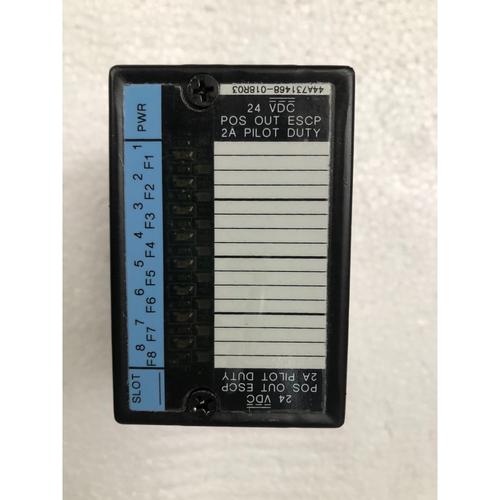 44A731468-018R03
24 VDC
POS OUT ESCP
2A PILOT DUTY
PWR
1 F1
2 F2
3 F3
4 F4
5 F5
6 F6
7 F7
8 F8
SLOT
24 VDC
POS OUT ESCP
2A PILOT DUTY